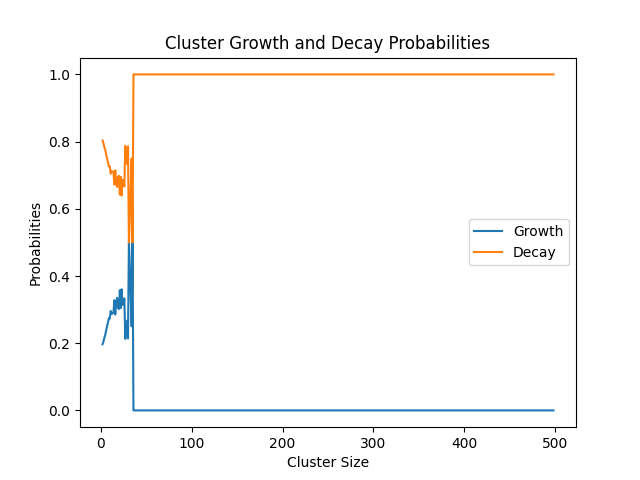 Cluster Growth and Decay Probabilities
1.0
0.8
0.6
0.4
0.2
0.0
Probabilities
Growth
Decay
0
100
200
300
400
500
Cluster Size